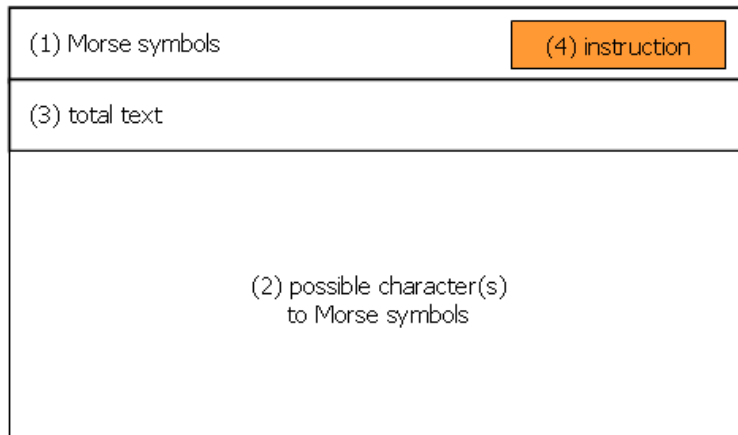 (1) Morse symbols
(4) instruction
(3) total text
(2) possible character(s)
to Morse symbols